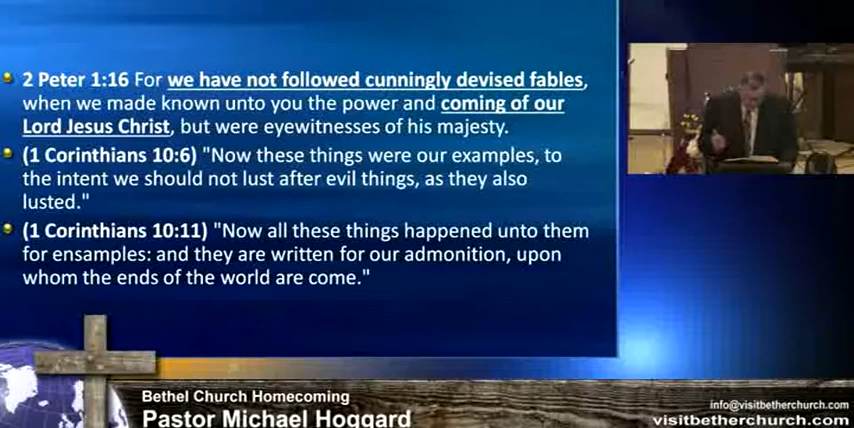 2 Peter 1:16 For we have not followed cunningly devised fables,
when we made known unto you the power and coming of our
Lord Jesus Christ, but were eyewitnesses of his majesty.
(1 Corinthians 10:6) "Now these things were our examples, to
the intent we should not lust after evil things, as they also
lusted."
(1 Corinthians 10:11) "Now all these things happened unto them
for ensamples: and they are written for our admonition, upon
whom the ends of the world are come."
Bethel Church Homecoming
Pastor Michael Hoggard
info@visitbetherchurch.com
visitbetherchurch.com